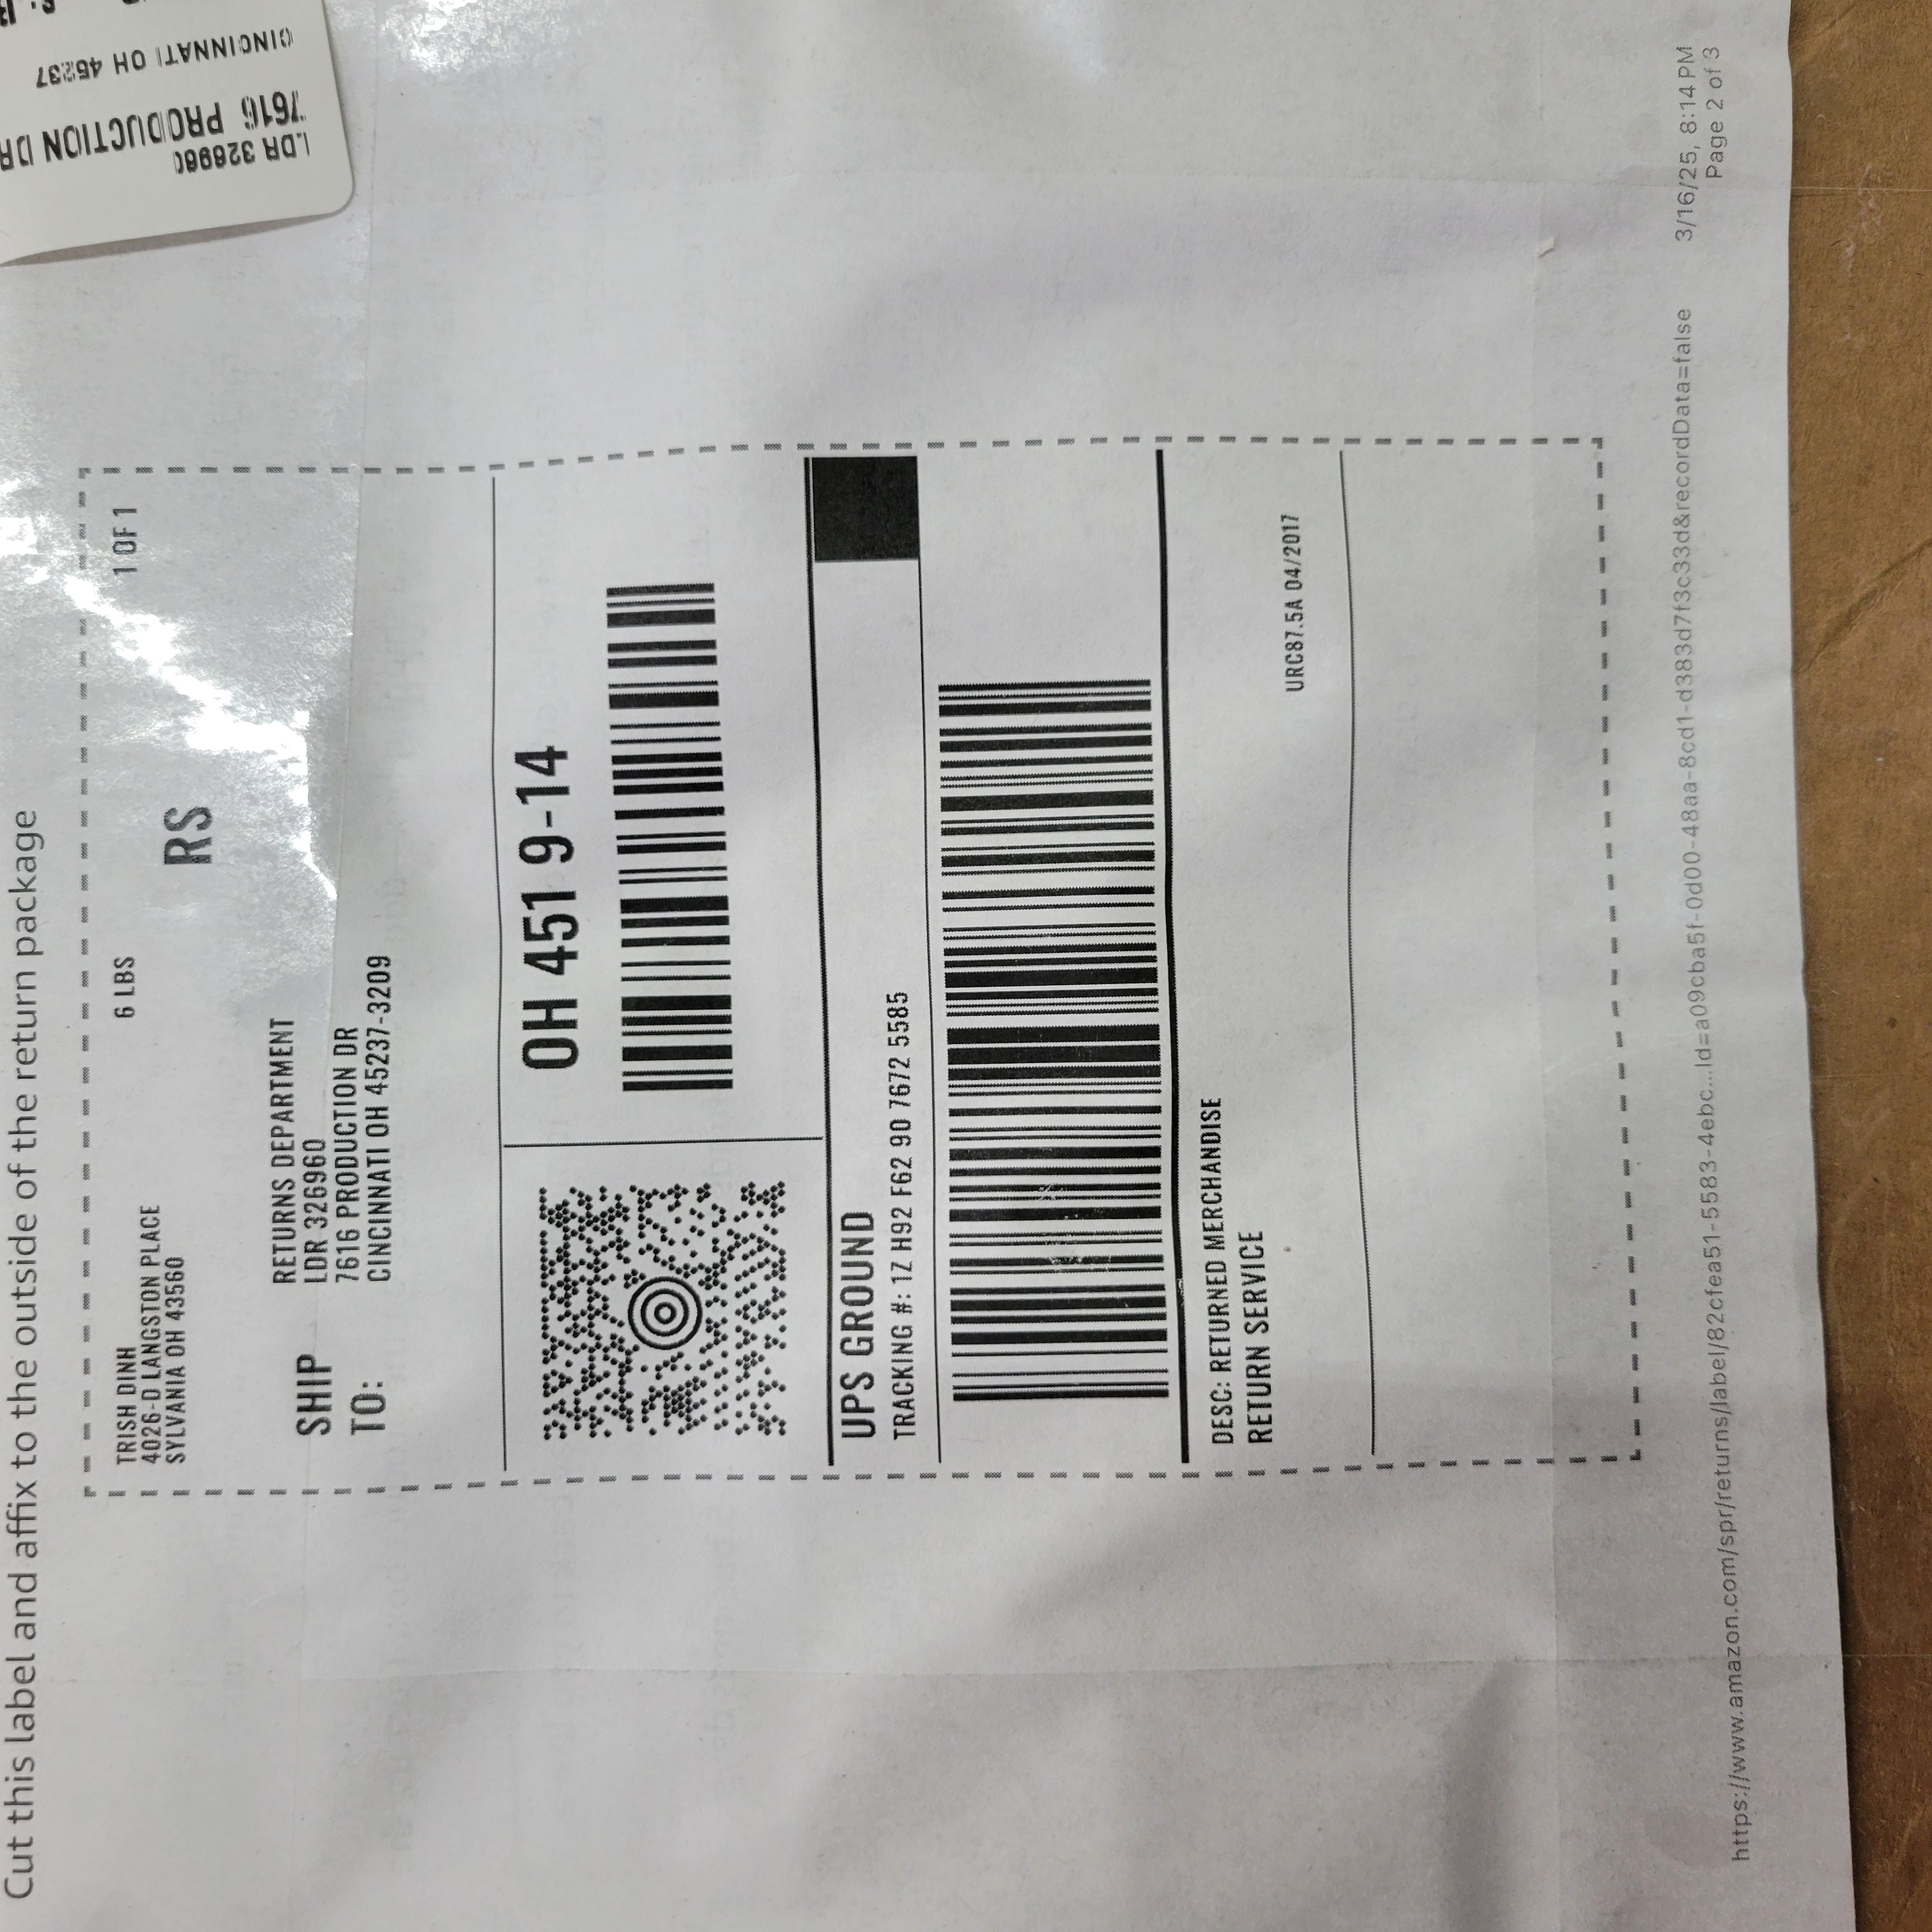 Cut this label and affix to the outside of the return package
TRISH DINH
4026-D LANGSTON PLACE
SYLVANIA OH 43560
6 LBS
1 OF 1
RS
SHIP
TO:
RETURNS DEPARTMENT
LDR 326960
7616 PRODUCTION DR
CINCINNATI OH 45237-3209
OH 451 9-14
UPS GROUND
TRACKING #: 1Z H92 F62 90 7672 5585
DESC: RETURNED MERCHANDISE
RETURN SERVICE
URC87.5A 04/2017
https://www.amazon.com/spr/returns/label/82cfea51-5583-4ebc...Id=a09cba5f-0d00-48aa-8cd1-d383d7f3c33d&recordData=false
3/16/25, 8:14 PM
Page 2 of 3
LDR 326960
7616 PRODUCTION DR
CINCINNATI OH 45237